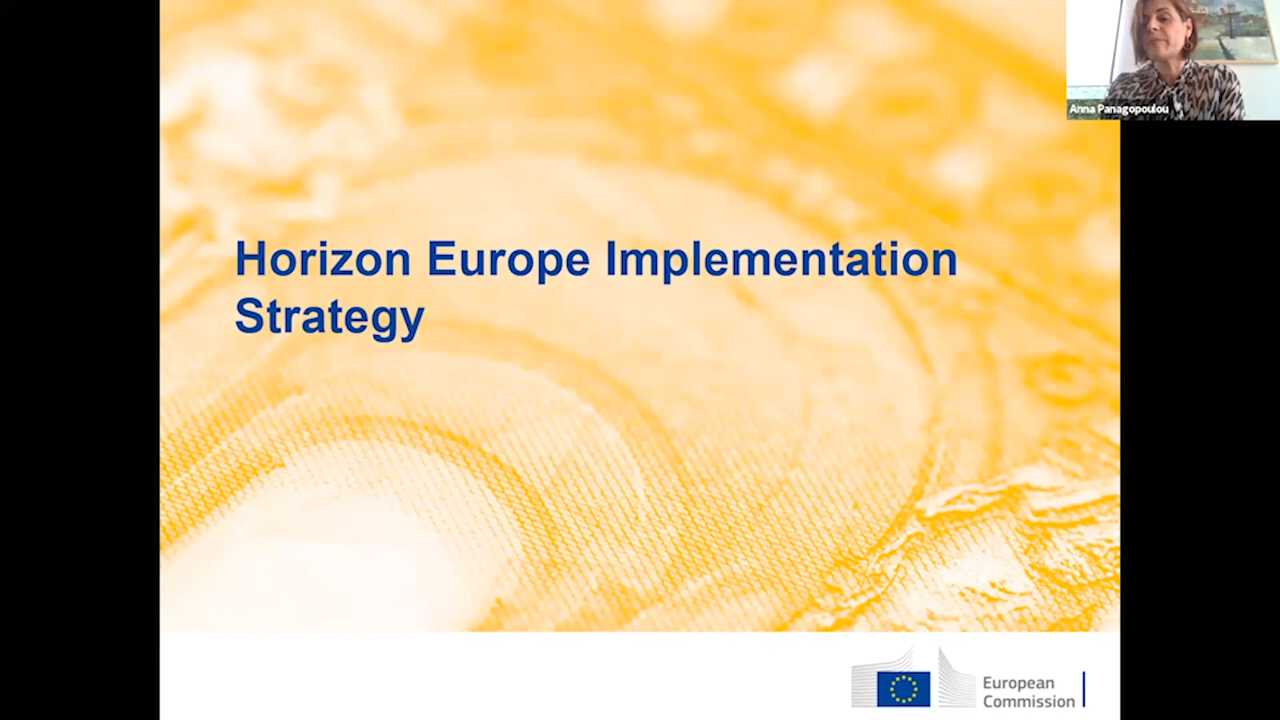 Anna Panagopoulou
Horizon Europe Implementation
Strategy
European
Commission